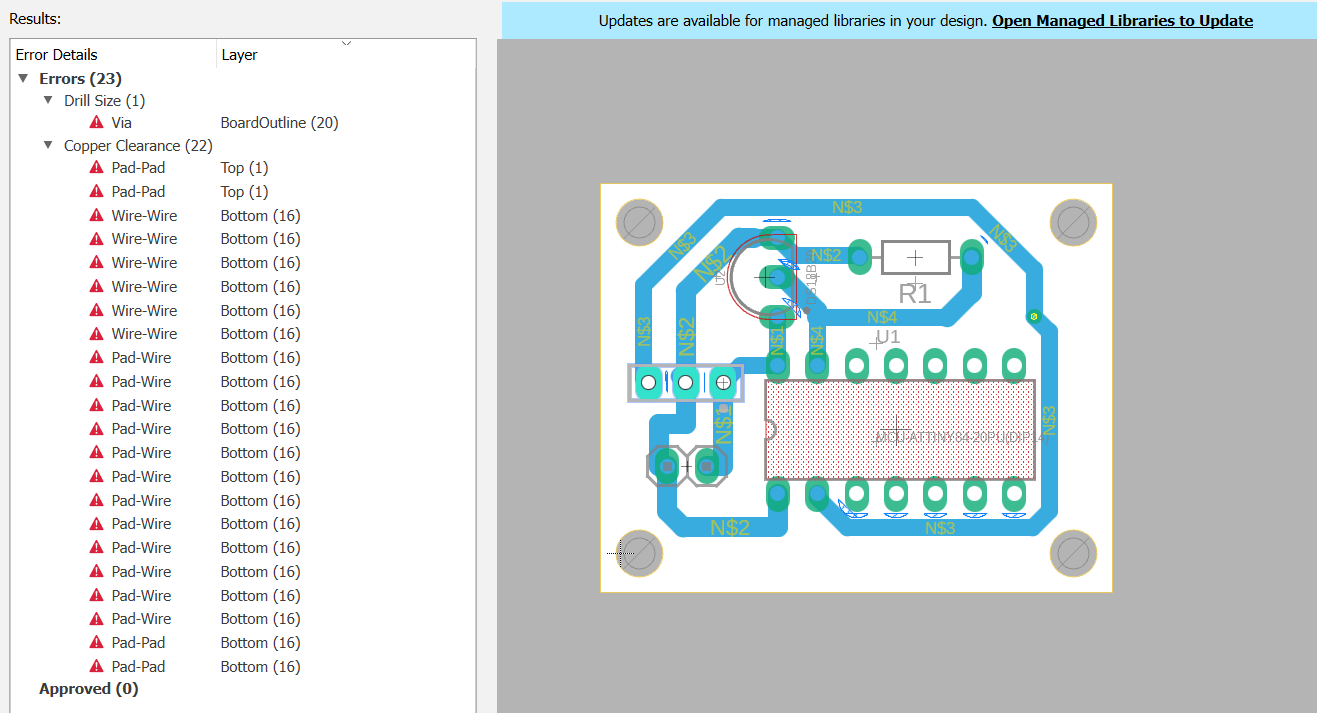 Results:
Updates are available for managed libraries in your design. Open Managed Libraries to Update
Error Details Layer
Errors (23)
Drill Size (1)
Via BoardOutline (20)
Copper Clearance (22)
Pad-Pad Top (1)
Pad-Pad Top (1)
Wire-Wire Bottom (16)
Wire-Wire Bottom (16)
Wire-Wire Bottom (16)
Wire-Wire Bottom (16)
Wire-Wire Bottom (16)
Wire-Wire Bottom (16)
Pad-Wire Bottom (16)
Pad-Wire Bottom (16)
Pad-Wire Bottom (16)
Pad-Wire Bottom (16)
Pad-Wire Bottom (16)
Pad-Wire Bottom (16)
Pad-Wire Bottom (16)
Pad-Wire Bottom (16)
Pad-Wire Bottom (16)
Pad-Wire Bottom (16)
Pad-Wire Bottom (16)
Pad-Wire Bottom (16)
Pad-Pad Bottom (16)
Pad-Pad Bottom (16)
Approved (0)
N$3
N$3
N$3
N$2
N$2
U2
R1
N$4
U1
N$3
N$2
N$1
N$4
N$1
MCU-ATTINY84-20PU(DIP14)
N$3
N$2
N$3